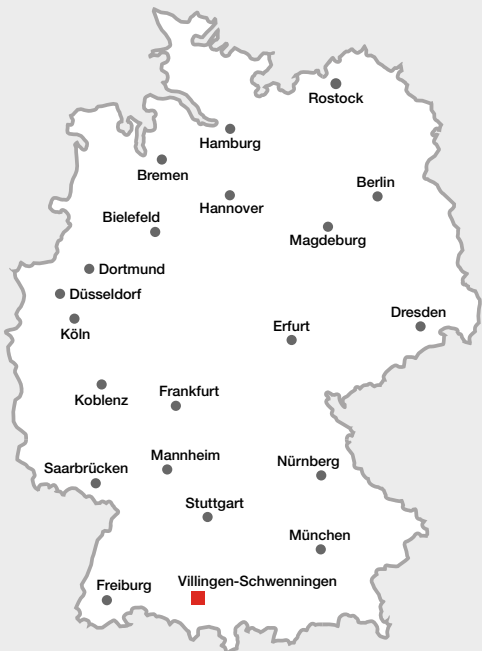 Rostock
Hamburg
Bremen
Berlin
Hannover
Bielefeld
Magdeburg
Dortmund
Düsseldorf
Dresden
Köln
Erfurt
Koblenz
Frankfurt
Mannheim
Nürnberg
Saarbrücken
Stuttgart
München
Villingen-Schwenningen
Freiburg